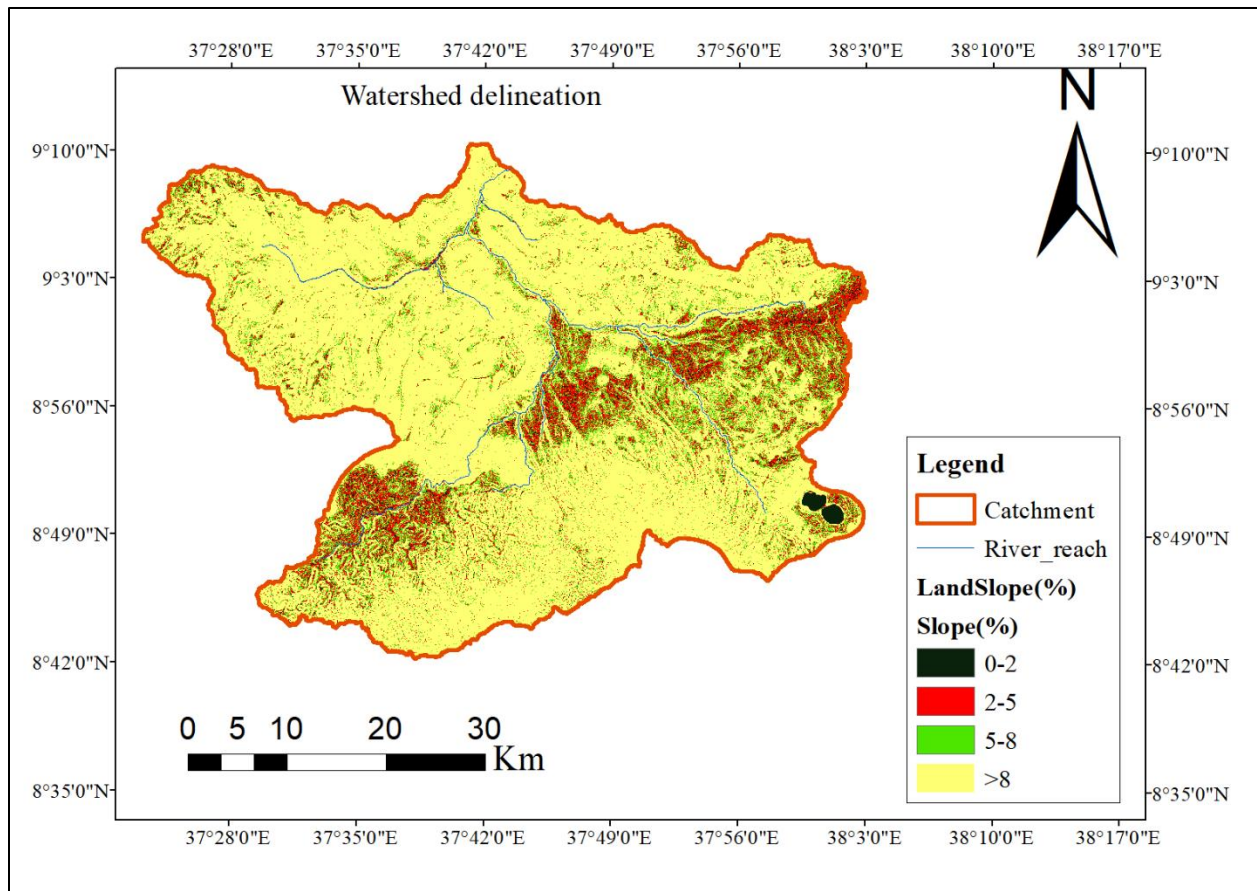 37°28'0"E 37°35'0"E 37°42'0"E 37°49'0"E 37°56'0"E 38°3'0"E 38°10'0"E 38°17'0"E
Watershed delineation
N
9°10'0"N 9°10'0"N
9°3'0"N 9°3'0"N
8°56'0"N 8°56'0"N
Legend
Catchment
River_reach
LandSlope(%)
Slope(%)
0-2
2-5
5-8
>8
8°49'0"N 8°49'0"N
8°42'0"N 8°42'0"N
0 5 10 20 30
Km
8°35'0"N 8°35'0"N
37°28'0"E 37°35'0"E 37°42'0"E 37°49'0"E 37°56'0"E 38°3'0"E 38°10'0"E 38°17'0"E